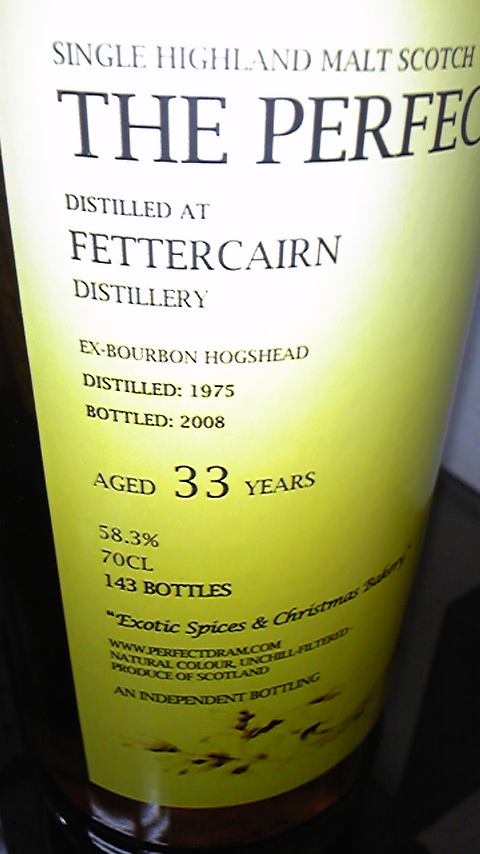 SINGLE HIGHLAND MALT SCOTCH
THE PERFEC
DISTILLED AT
FETTERCAIRN
DISTILLERY
EX-BOURBON HOGSHEAD
DISTILLED: 1975
BOTTLED: 2008
AGED 33 YEARS
58.3%
70CL
143 BOTTLES
"Exotic Spices & Christmas Bakery"
WWW.PERFECTDRAM.COM
NATURAL COLOUR, UNCHILL-FILTERED
PRODUCE OF SCOTLAND
AN INDEPENDENT BOTTLING